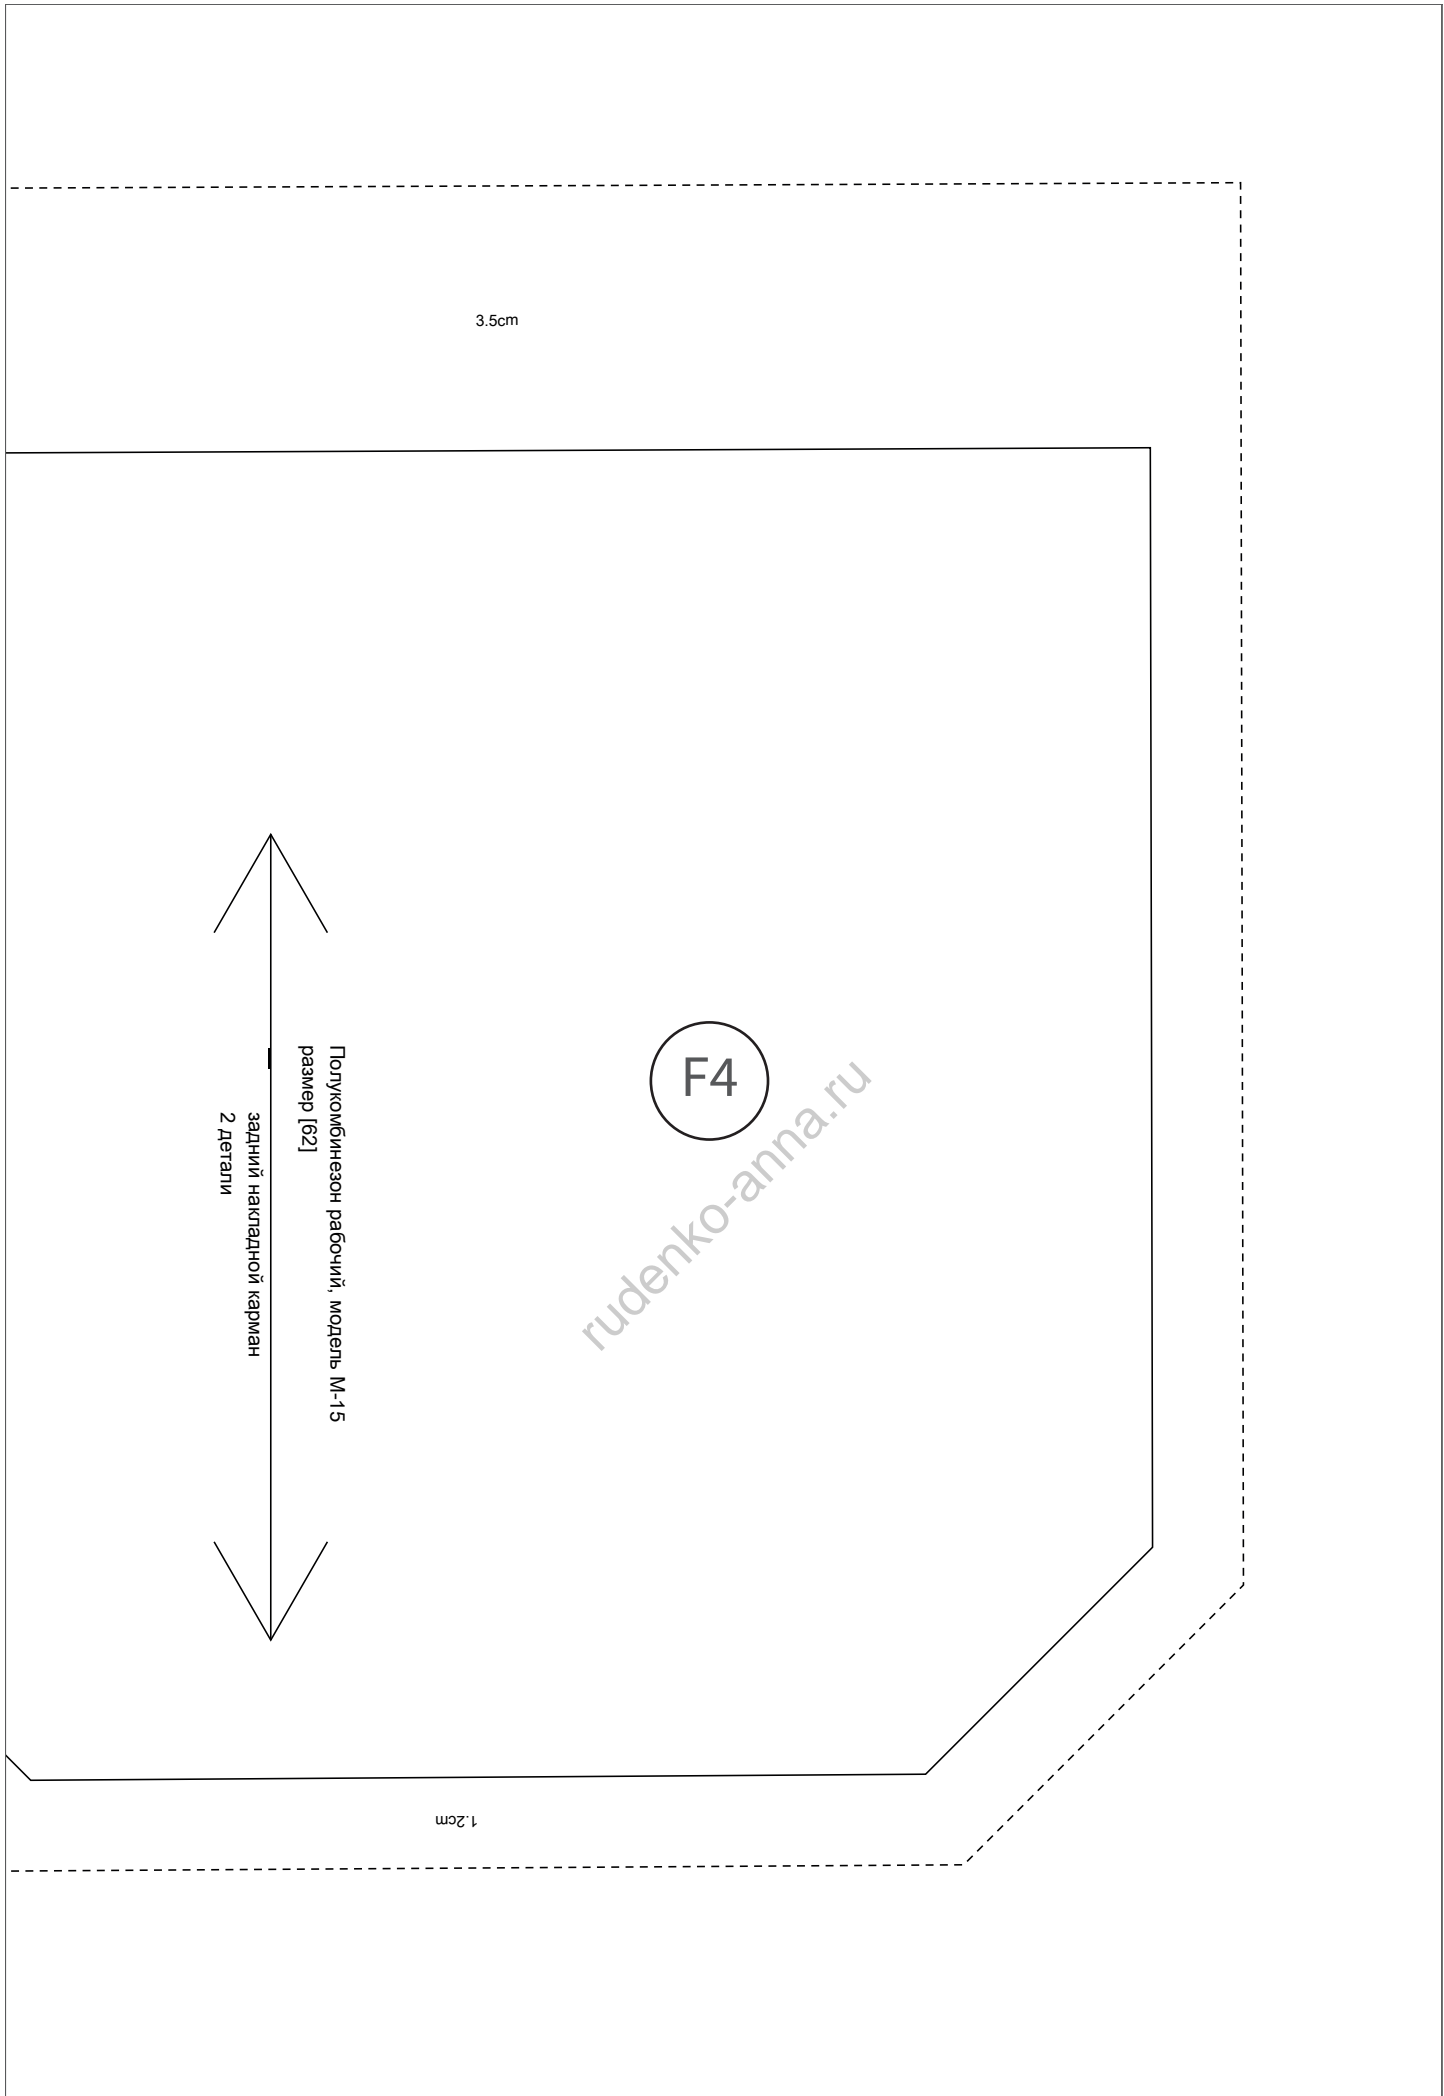 3.5cm
F4
Полукомбинезон рабочий, модель М-15
размер [62]
задний накладной карман
2 детали
rudenko-anna.ru
1.2cm